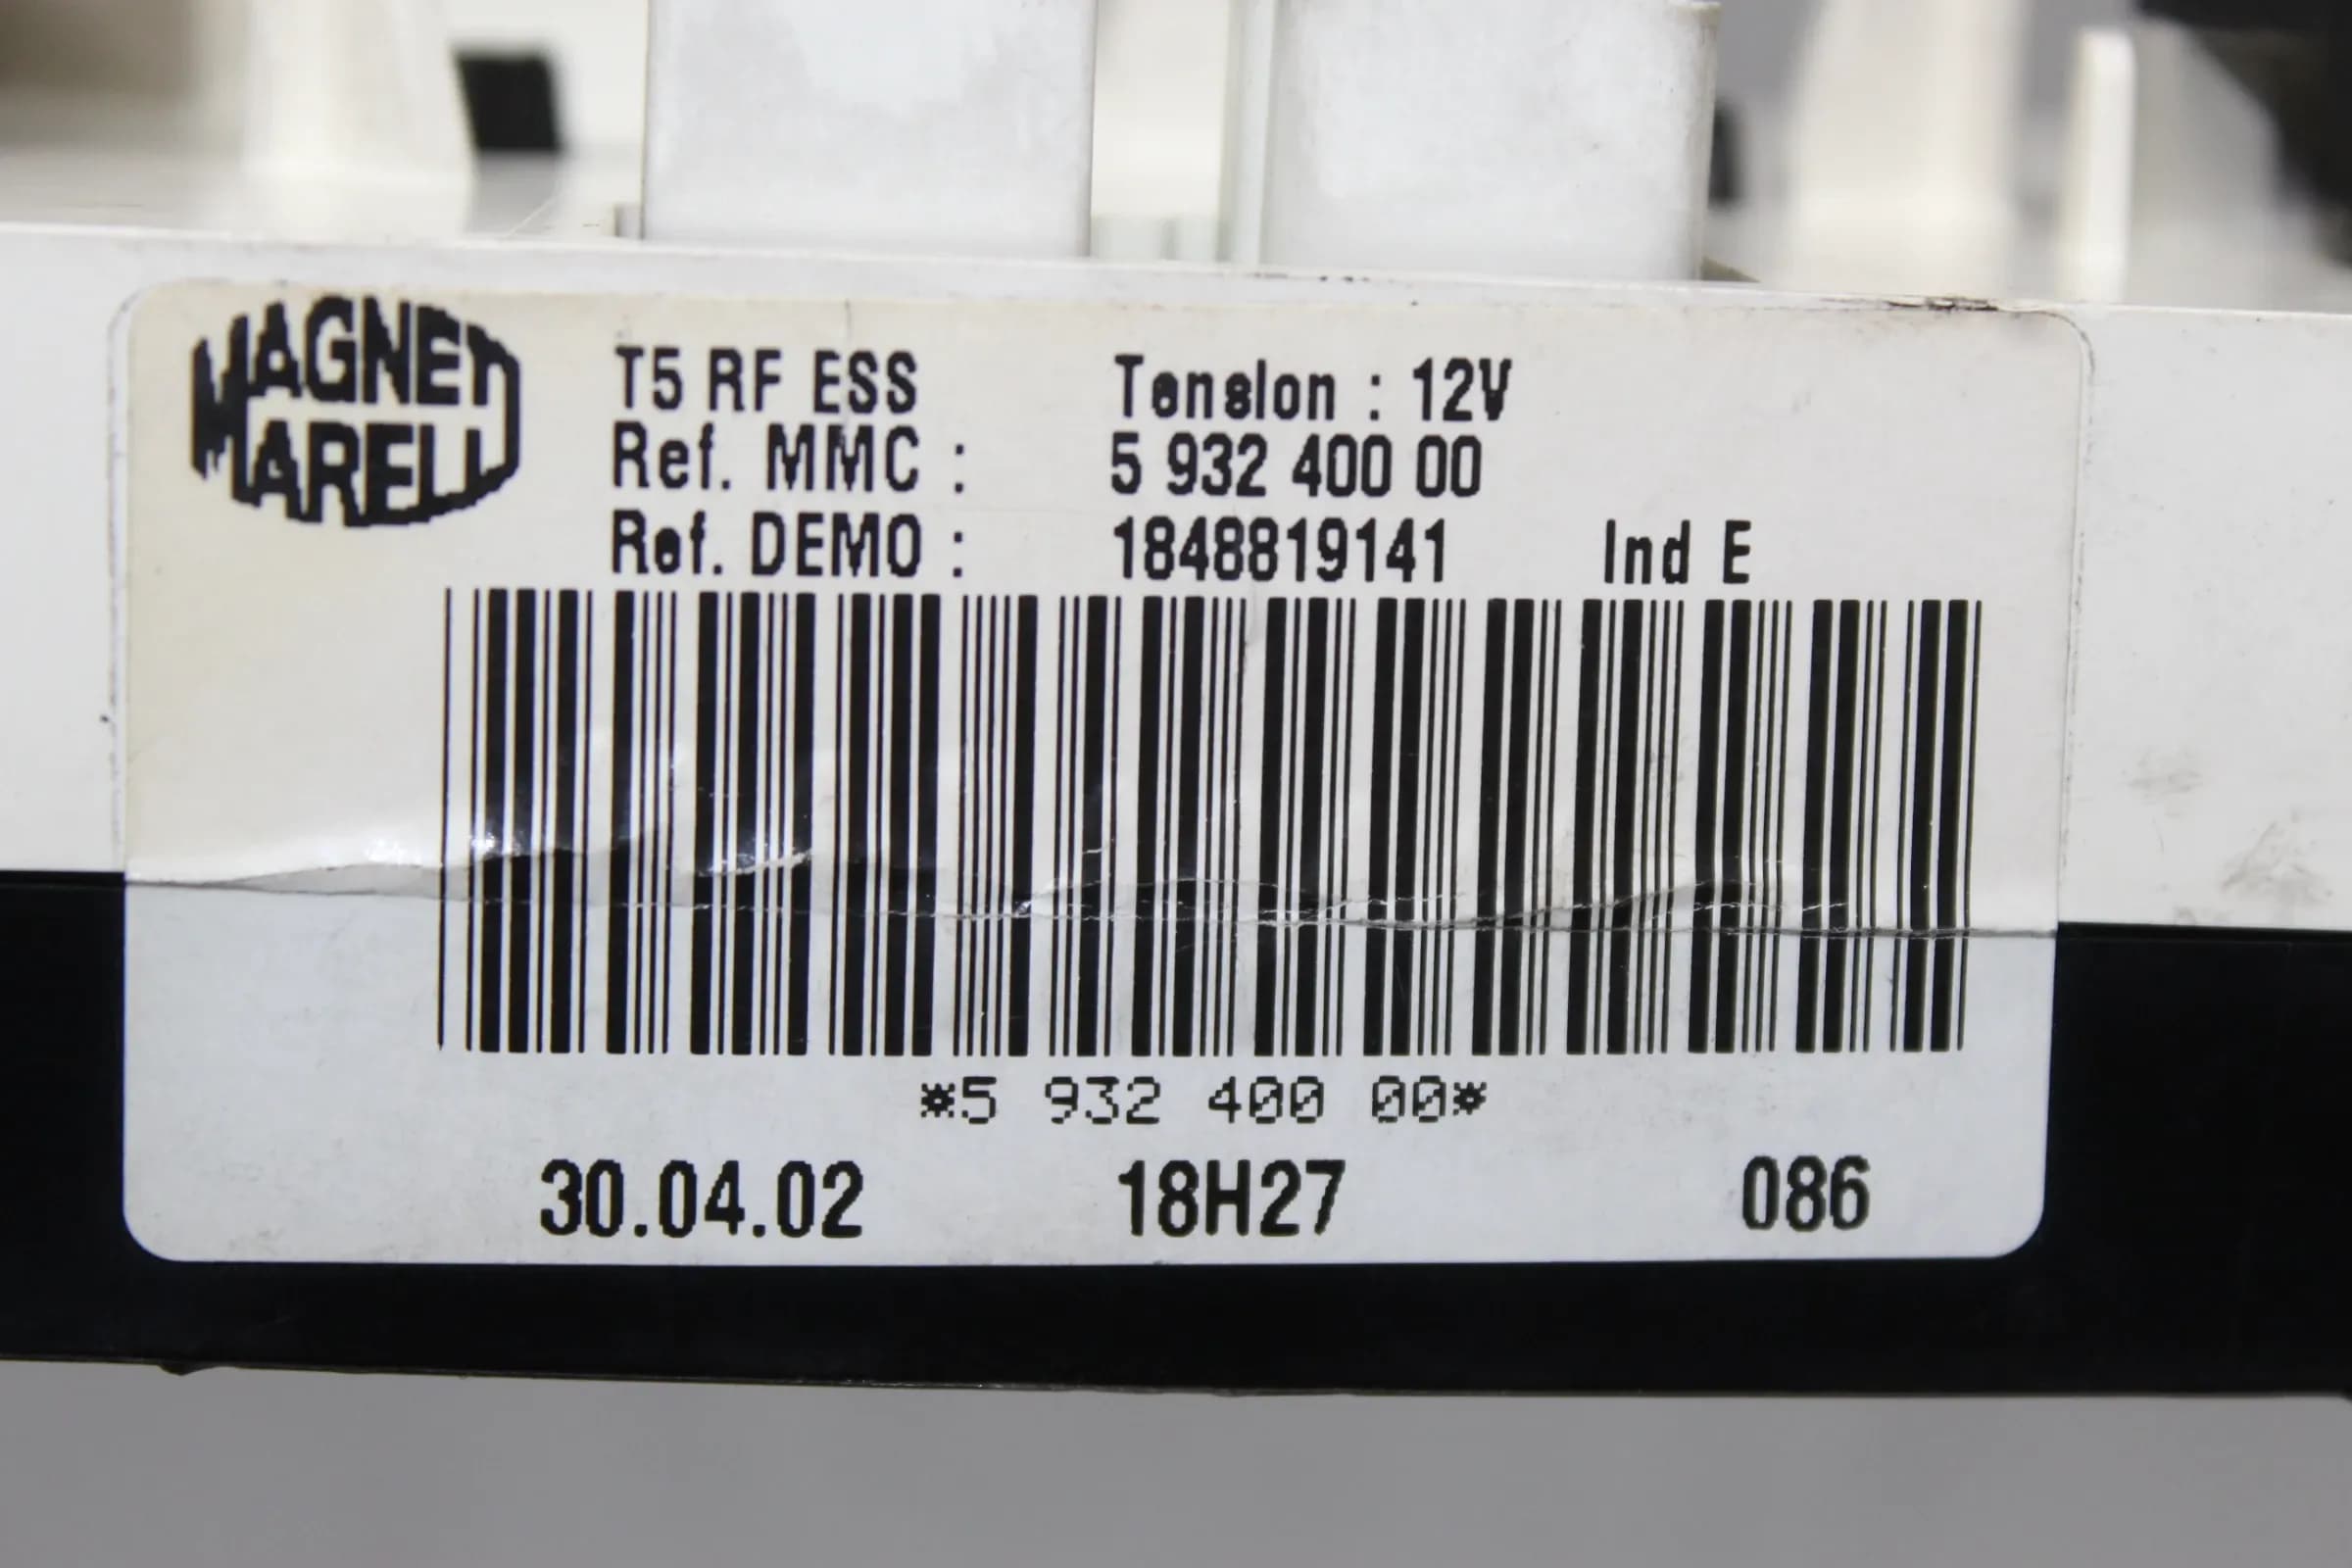 MAGNETI
MARELLI
T5 RF ESS Tension : 12V
Ref. MMC : 5 932 400 00
Ref. DEMO : 1848819141 Ind E
*5 932 400 00*
30.04.02 18H27 086